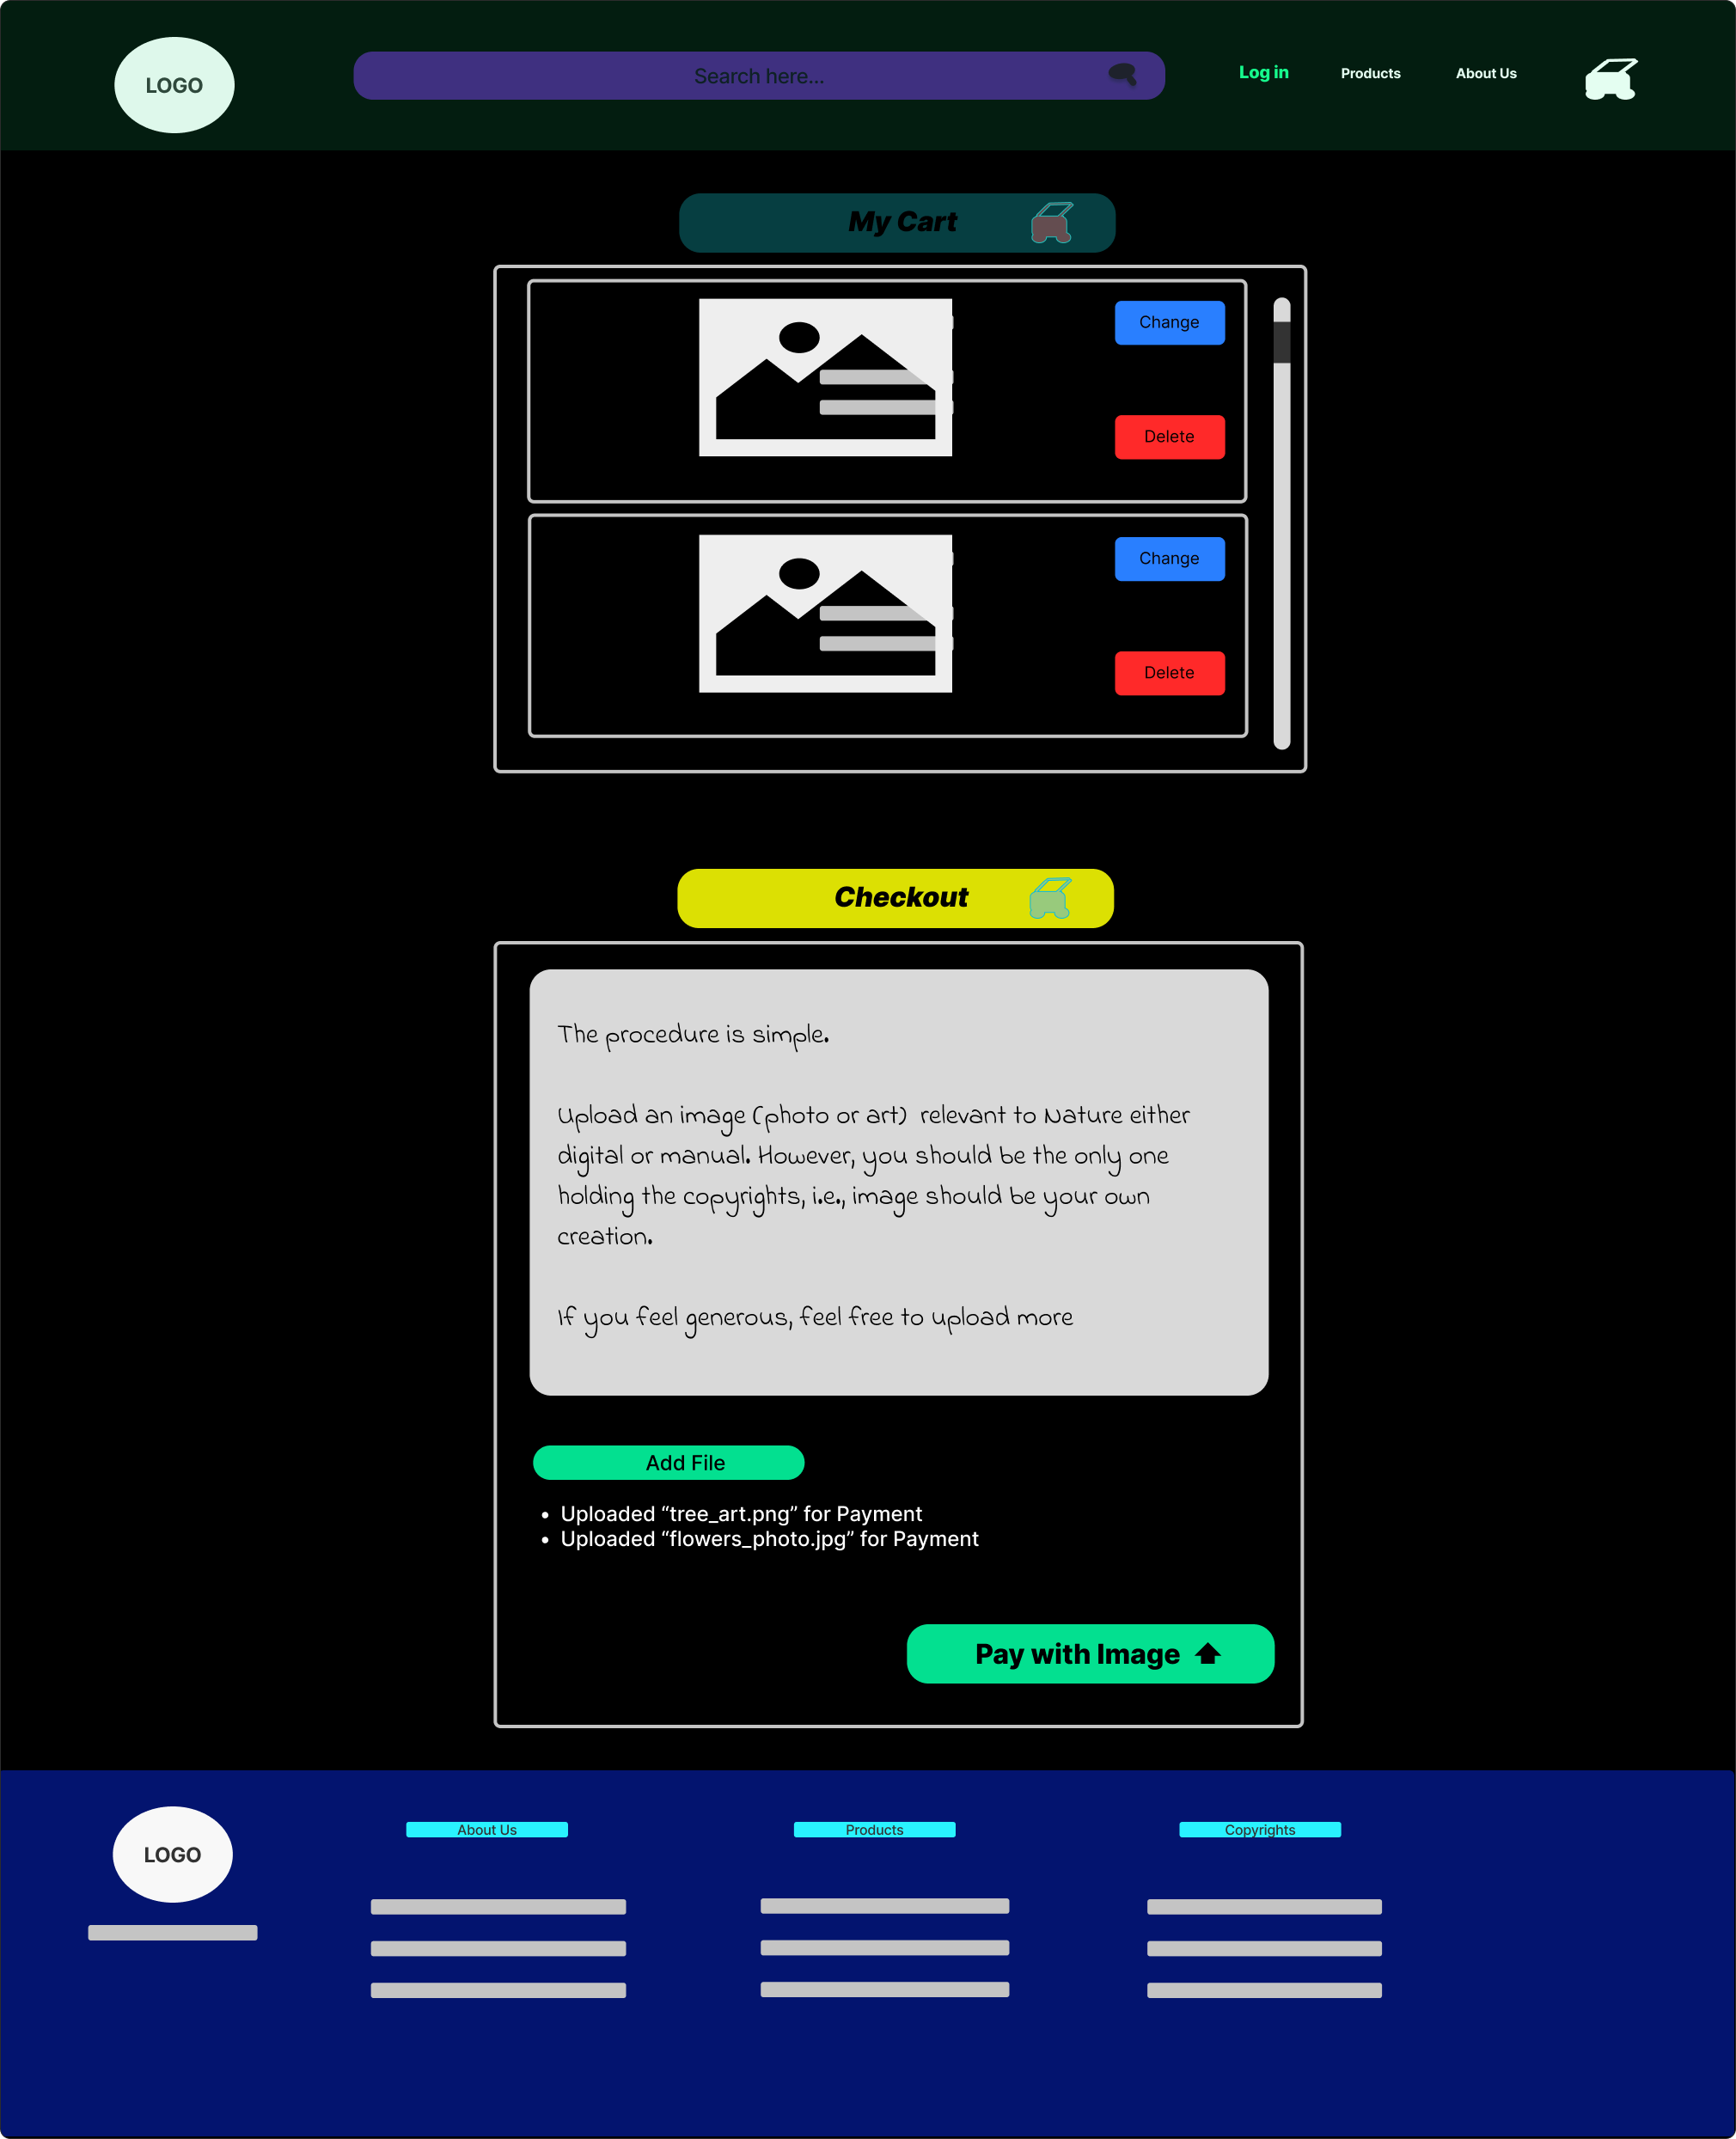 LOGO
Search here...
Log in
Products
About Us
My Cart
Change
Delete
Change
Delete
Checkout
The procedure is simple.
Upload an image (photo or art)  relevant to Nature either
digital or manual. However, you should be the only one
holding the copyrights, i.e., image should be your own
creation.
If you feel generous, feel free to upload more
Add File
• Uploaded “tree_art.png” for Payment
• Uploaded “flowers_photo.jpg” for Payment
Pay with Image
LOGO
About Us
Products
Copyrights